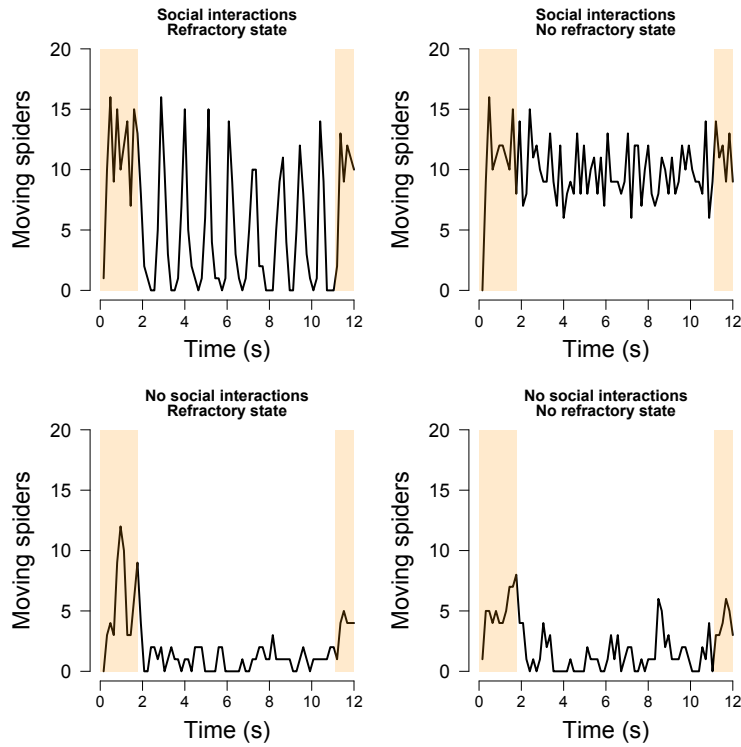 Social interactions
Refractory state
20
15
10
5
0
Moving spiders
0 2 4 6 8 10 12
Time (s)
Social interactions
No refractory state
20
15
10
5
0
Moving spiders
0 2 4 6 8 10 12
Time (s)
No social interactions
Refractory state
20
15
10
5
0
Moving spiders
0 2 4 6 8 10 12
Time (s)
No social interactions
No refractory state
20
15
10
5
0
Moving spiders
0 2 4 6 8 10 12
Time (s)